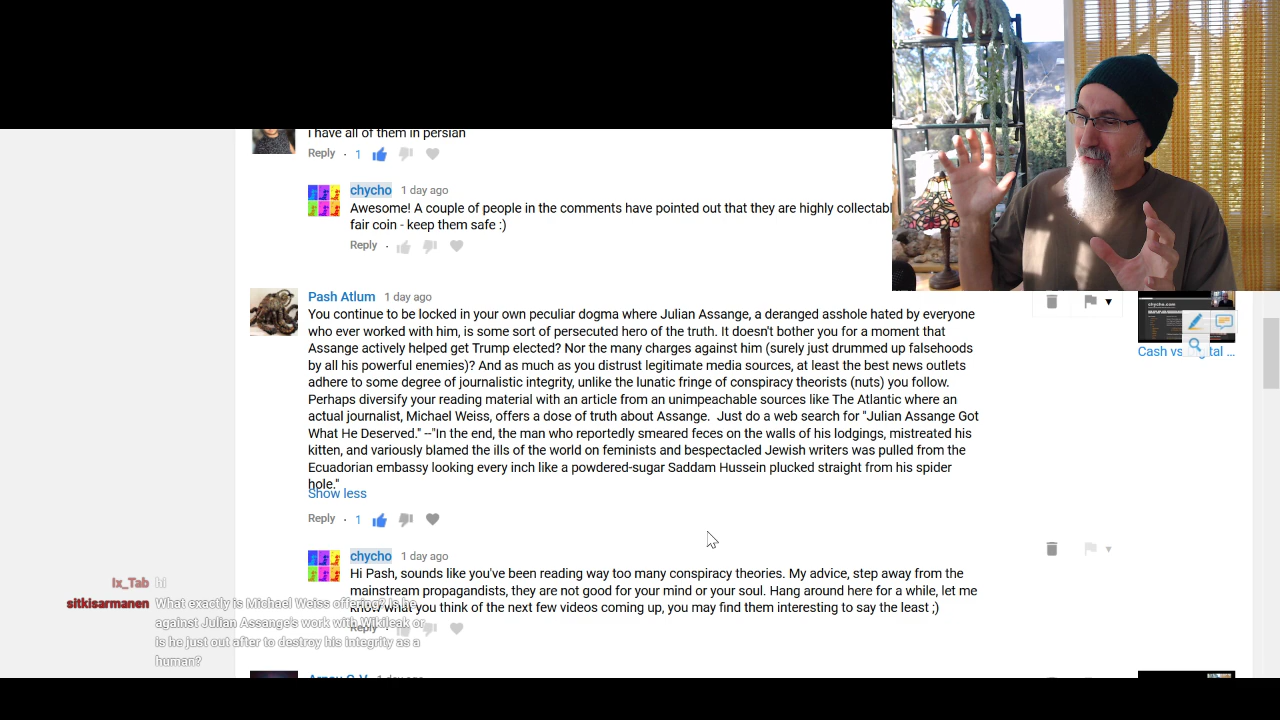 I have all of them in persian
Reply · 1
chycho 1 day ago
Awesome! A couple of people in the comments have pointed out that they are highly
fair coin - keep them safe :)
Reply ·
Pash Atlum 1 day ago
You continue to be locked in your own peculiar dogma where Julian Assange, a deranged asshole hated by everyone
who ever worked with him, is some sort of persecuted hero of the truth. It doesn't bother you for a moment that
Assange actively helped get Trump elected? Nor the many charges against him (surely just drummed up falsehoods
by all his powerful enemies)? And as much as you distrust legitimate media sources, at least the best news outlets
adhere to some degree of journalistic integrity, unlike the lunatic fringe of conspiracy theorists (nuts) you follow.
Perhaps diversify your reading material with an article from an unimpeachable sources like The Atlantic where an
actual journalist, Michael Weiss, offers a dose of truth about Assange. Just do a web search for "Julian Assange Got
What He Deserved." --"In the end, the man who reportedly smeared feces on the walls of his lodgings, mistreated his
kitten, and variously blamed the ills of the world on feminists and bespectacled Jewish writers was pulled from the
Ecuadorian embassy looking every inch like a powdered-sugar Saddam Hussein plucked straight from his spider
hole."
Show less
Reply · 1
chycho 1 day ago
Hi Pash, sounds like you've been reading way too many conspiracy theories. My advice, step away from the
mainstream propagandists, they are not good for your mind or your soul. Hang around here for a while, let me
know what you think of the next few videos coming up, you may find them interesting to say the least ;)
Reply ·
lx_Tab hi
sitkisarmanen What exactly is Michael Weiss offering? Is he
against Julian Assange's work with Wikileak or
is he just out after to destroy his integrity as a
human?
chycho.com
Cash vs
tal ...
1 day ago